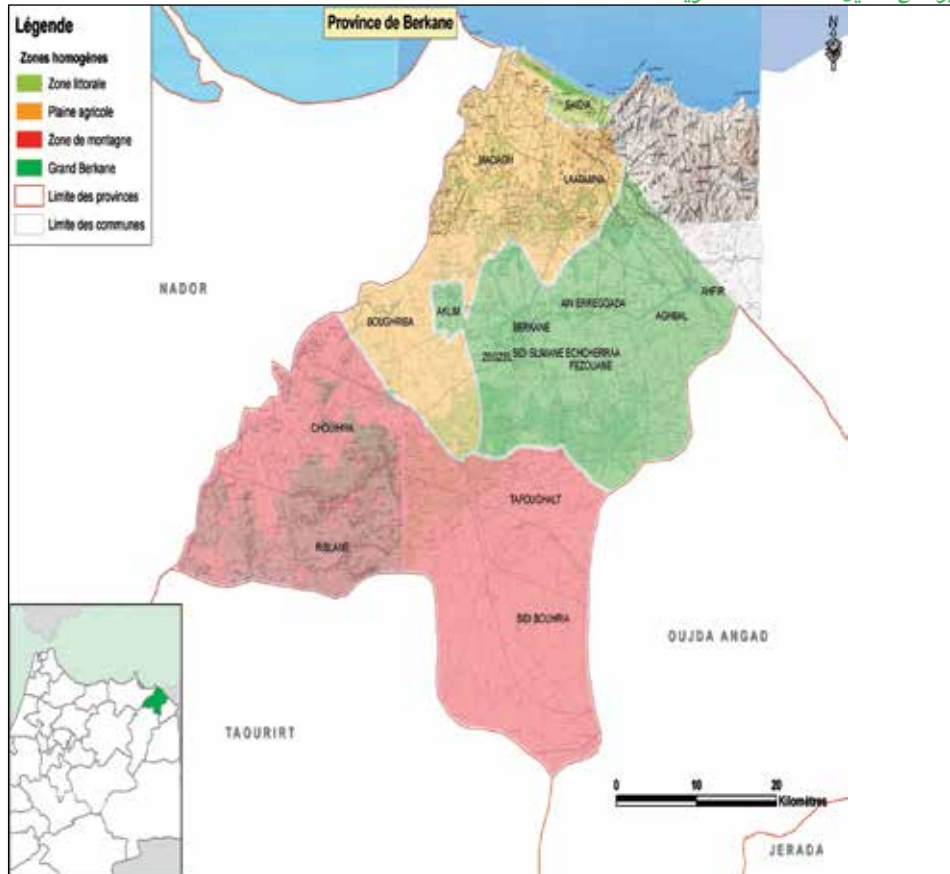 Province de Berkane
Légende
Zones homogènes
Zone littorale
Plaine agricole
Zone de montagne
Grand Berkane
Limite des provinces
Limite des communes
N
SAIDIA
MADAGH
LAATAMNA
NADOR
AHFIR
AIN ERREGGADA
AGHBAL
BOUGHRIBA
AKLIM
BERKANE
ZEGZEL SIDI SLIMANE ECHCHERRAA
FEZOUANE
CHOUIHIYA
TAFOUGHALT
RISLANE
SIDI BOUHRIA
OUJDA ANGAD
TAOURIRT
0 10 20
Kilomètres
JERADA